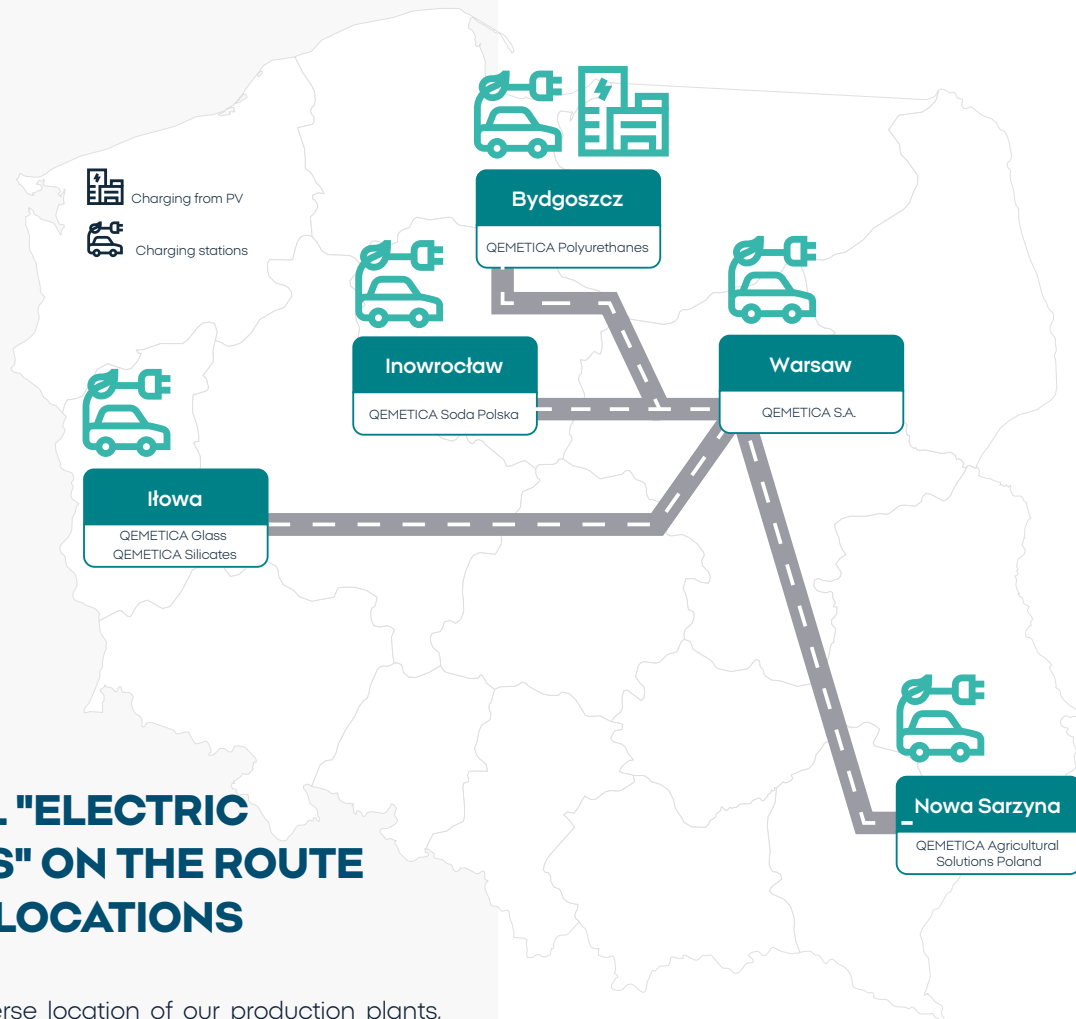 Charging from PV
Charging stations
Bydgoszcz
QEMETICA Polyurethanes
Inowrocław
QEMETICA Soda Polska
Warsaw
QEMETICA S.A.
Iłowa
QEMETICA Glass
QEMETICA Silicates
Nowa Sarzyna
QEMETICA Agricultural
Solutions Poland
"ELECTRIC
ON THE ROUTE
LOCATIONS
location of our production plants,